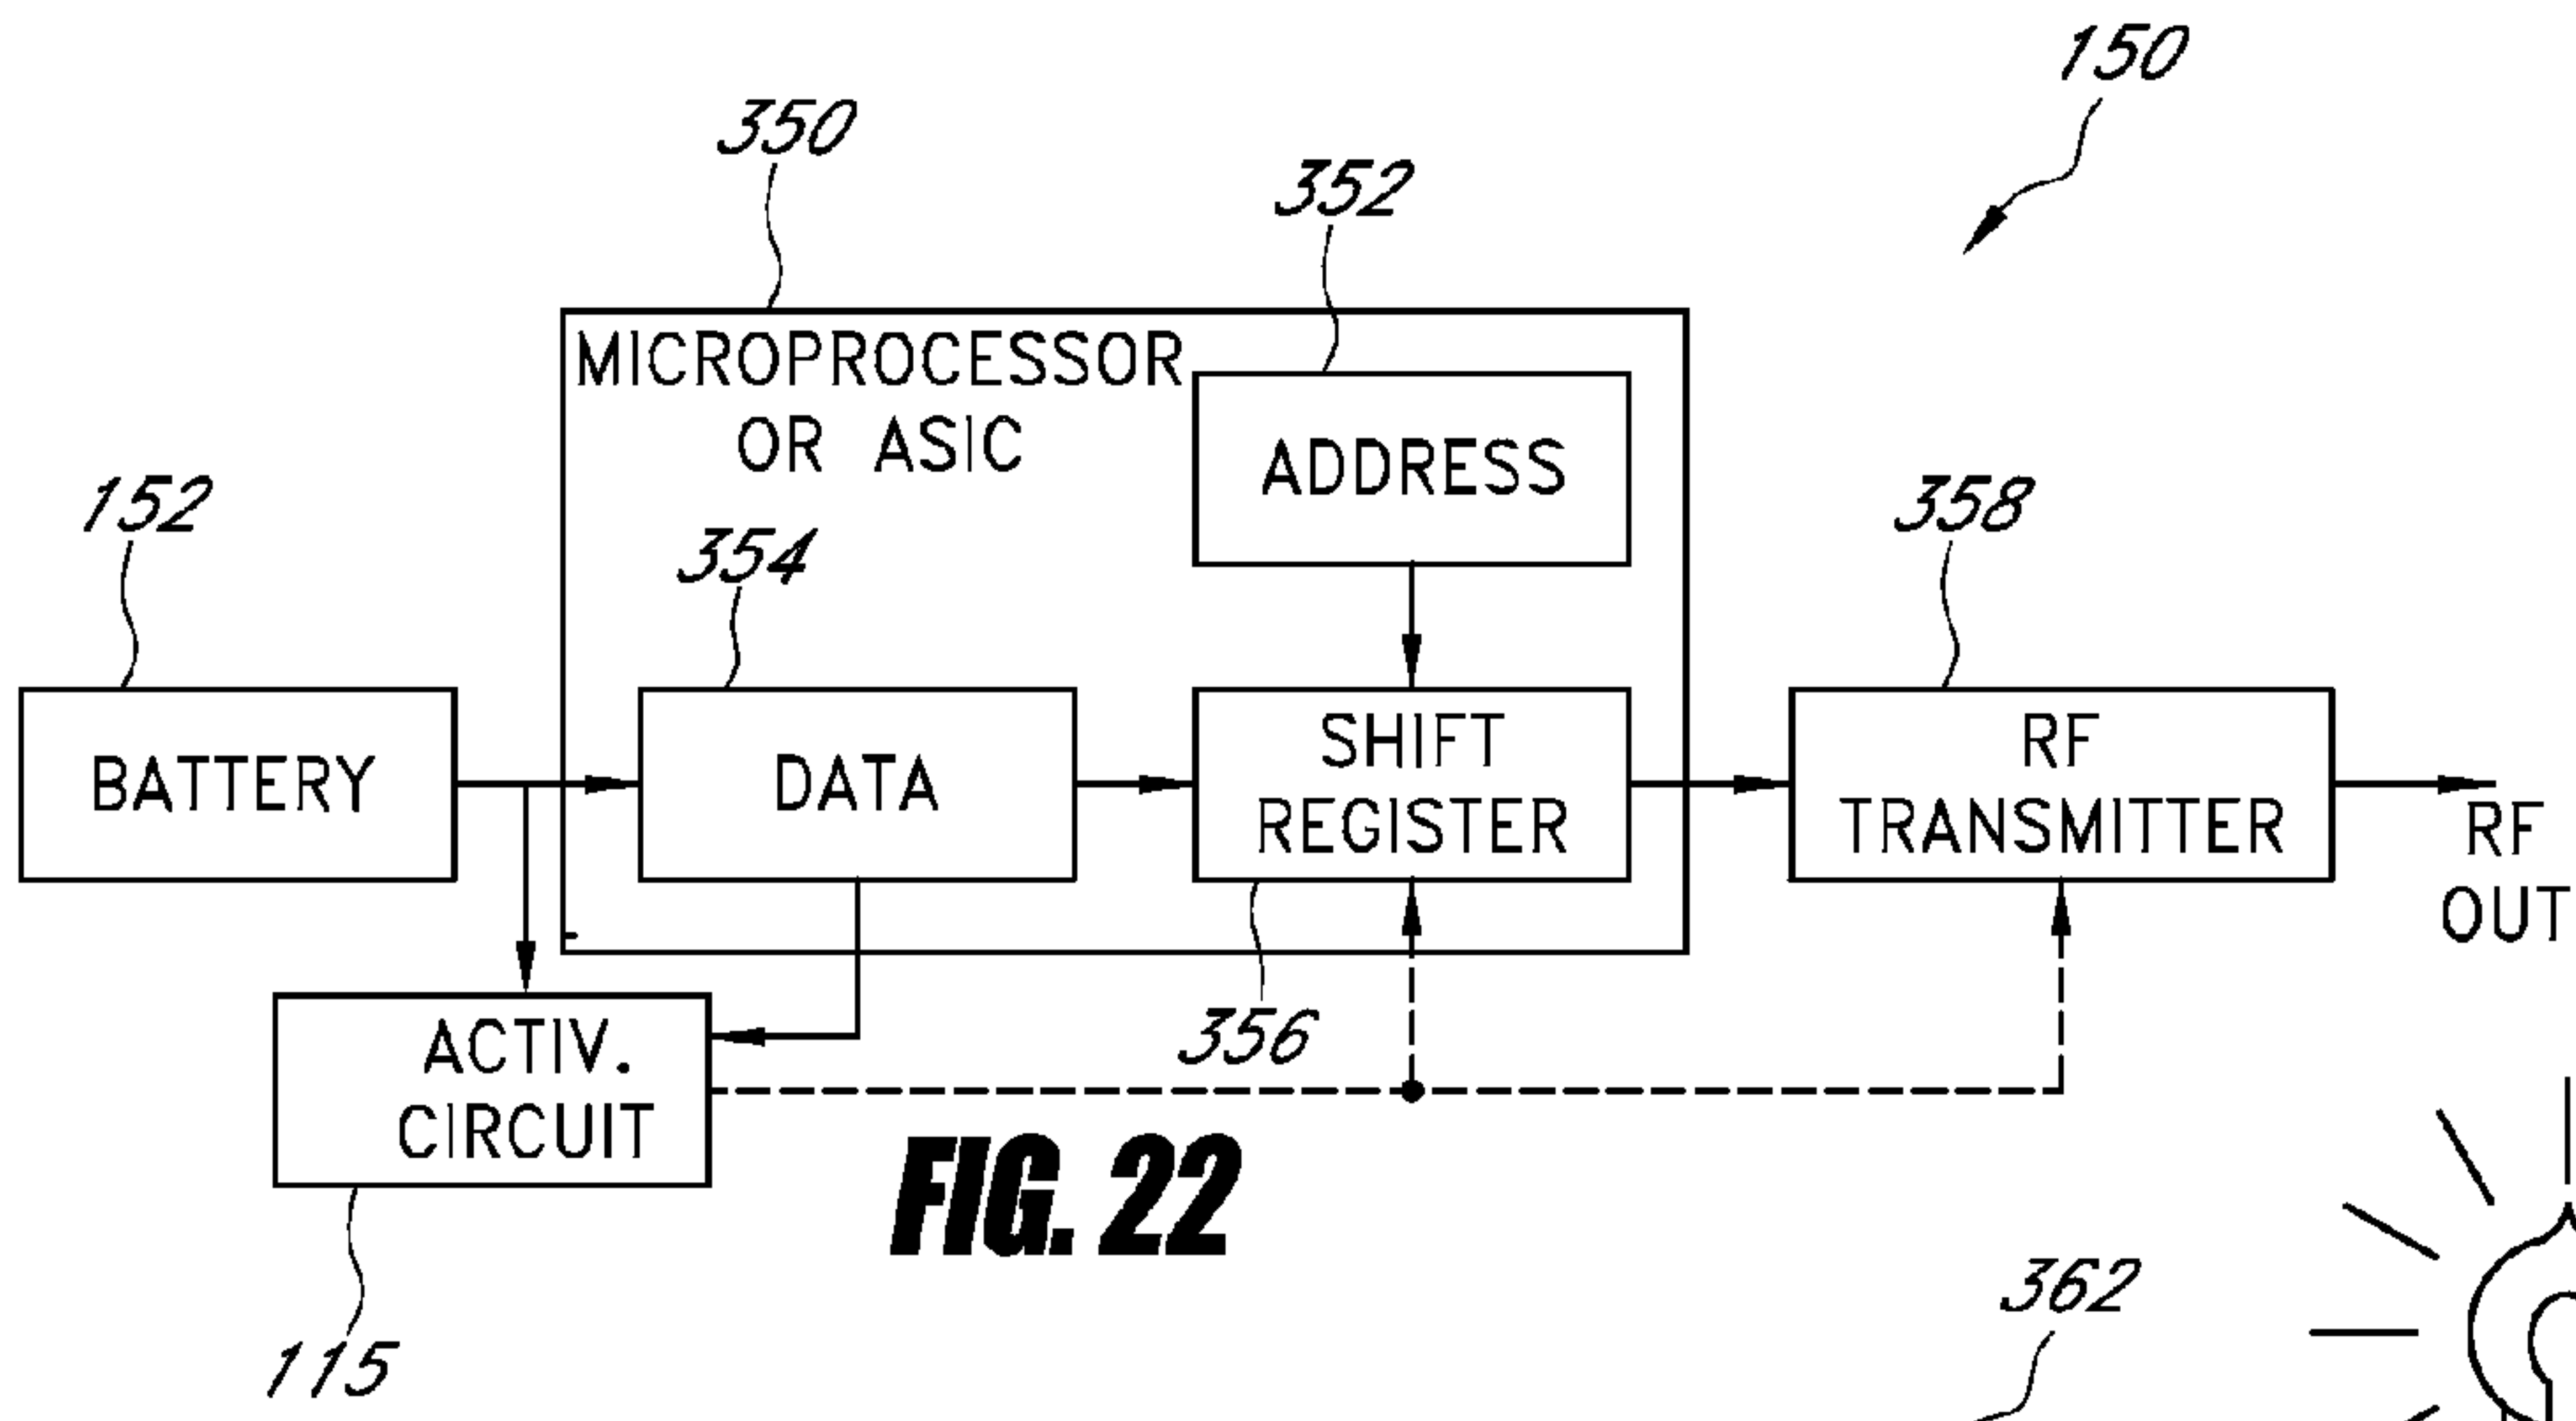 150
350
352
MICROPROCESSOR
OR ASIC
ADDRESS
152
354
358
BATTERY
DATA
SHIFT
REGISTER
RF
TRANSMITTER
RF
OUT
ACTIV.
CIRCUIT
356
FIG. 22
115
362